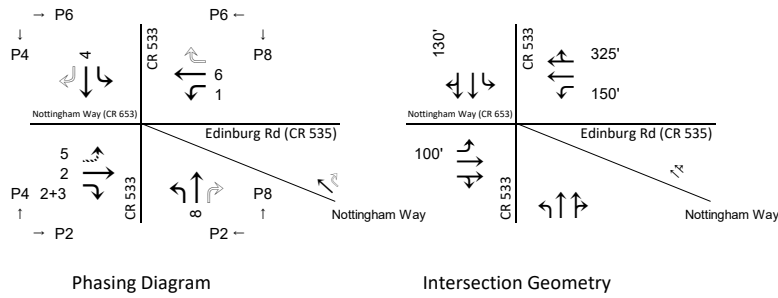 P6
P6
P4
P8
4
CR 533
6
1
Nottingham Way (CR 653)
Edinburg Rd (CR 535)
5
2
2+3
P4
P8
CR 533
8
Nottingham Way
P2
P2
Phasing Diagram
130'
CR 533
325'
150'
Nottingham Way (CR 653)
Edinburg Rd (CR 535)
100'
CR 533
Nottingham Way
Intersection Geometry